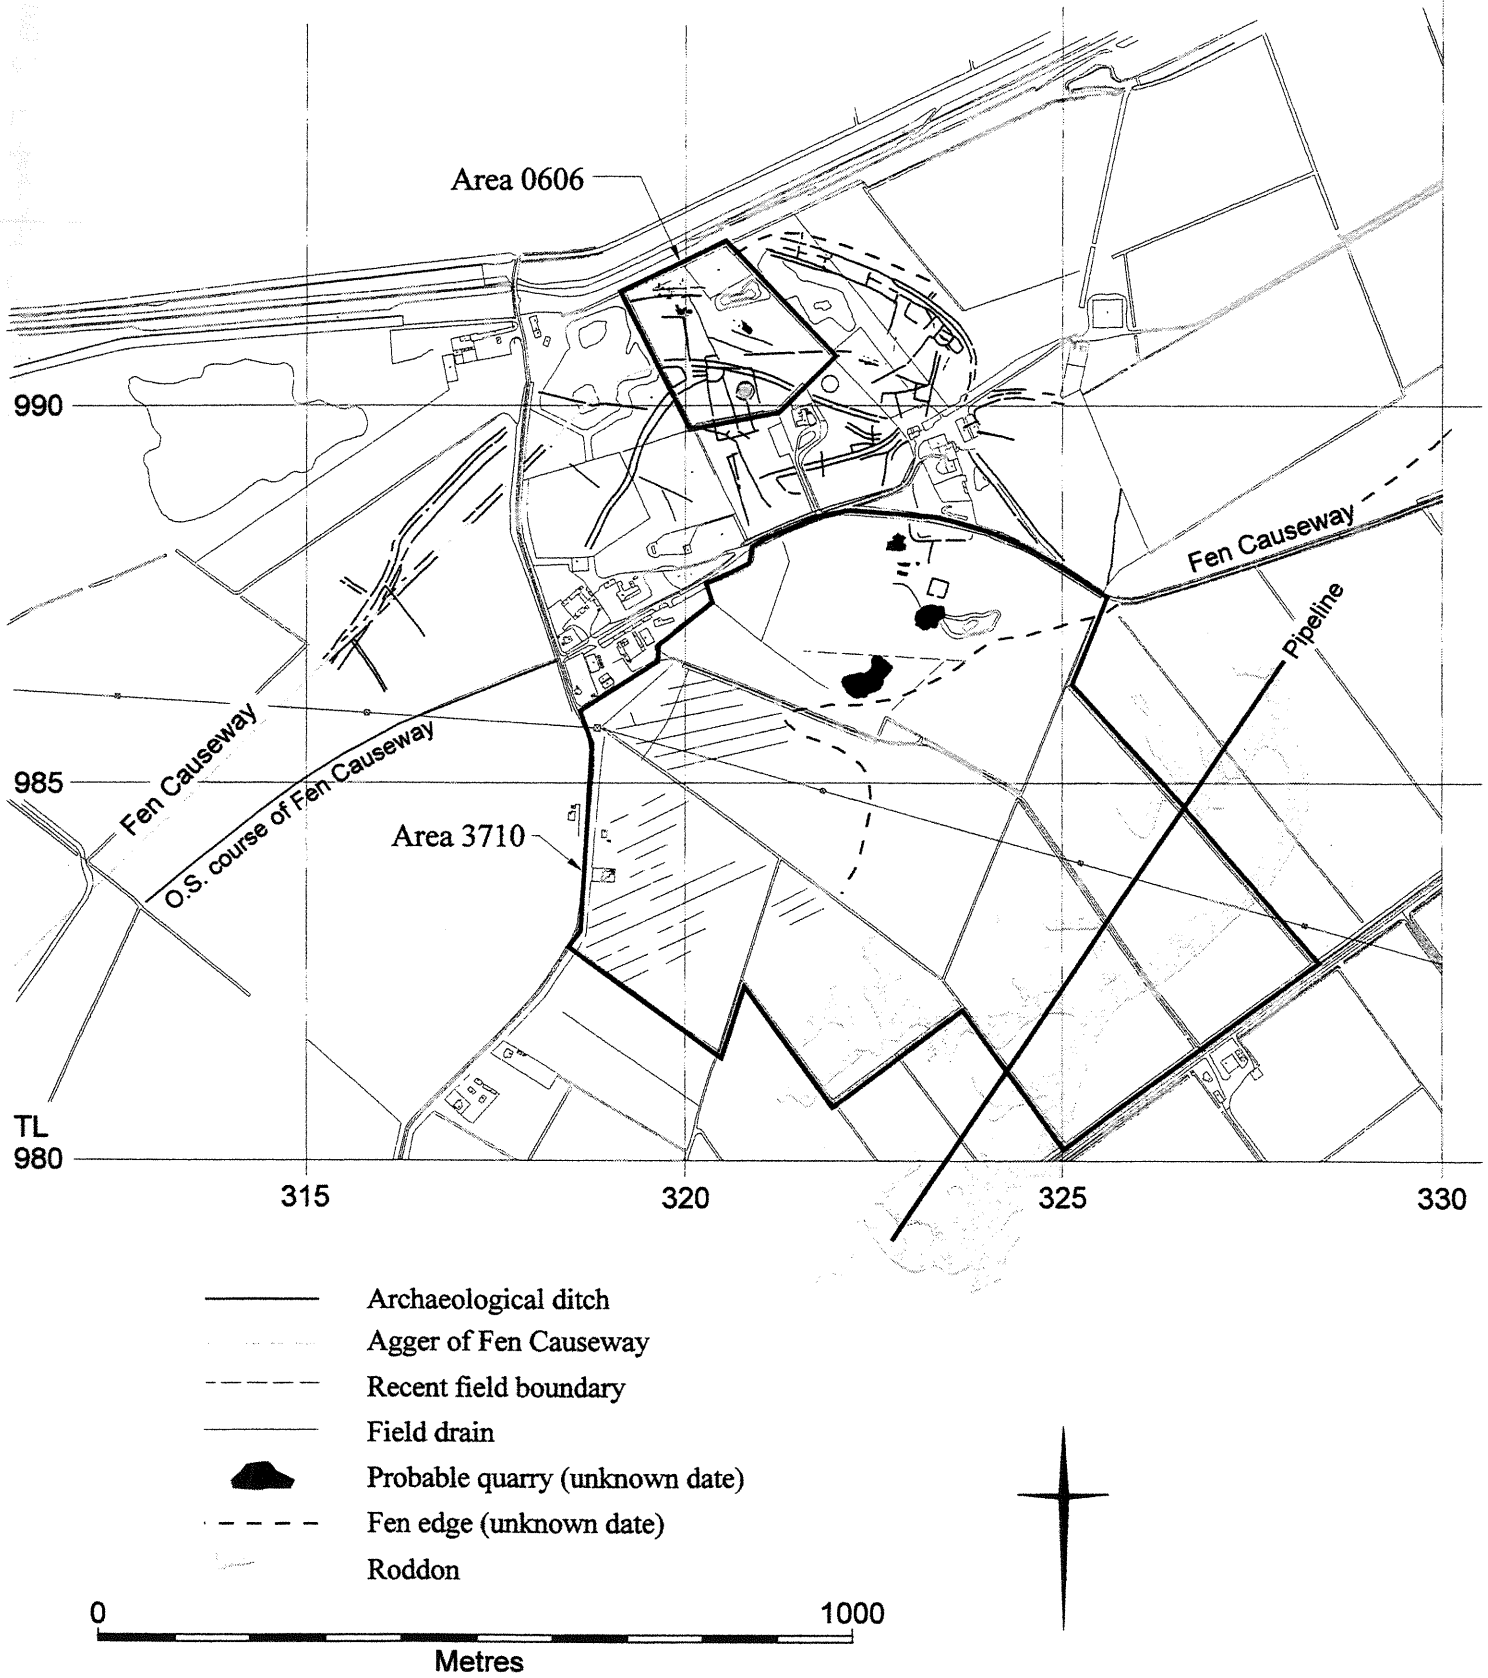 Area 0606
990
Fen Causeway
Pipeline
Fen Causeway
O.S. course of Fen Causeway
985
Area 3710
TL
980
315
320
325
330
Archaeological ditch
Agger of Fen Causeway
Recent field boundary
Field drain
Probable quarry (unknown date)
Fen edge (unknown date)
Roddon
0
1000
Metres